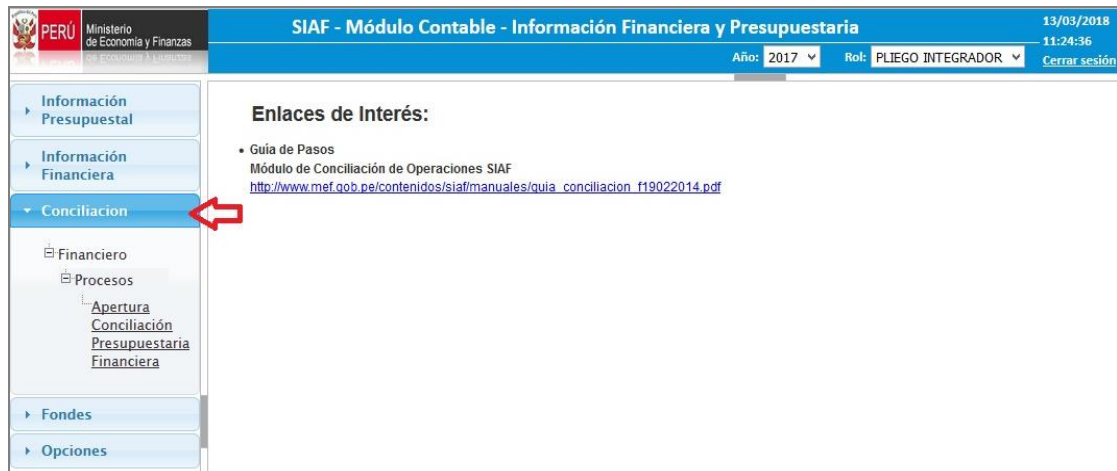 PERÚ
Ministerio
de Economía y Finanzas
SIAF - Módulo Contable - Información Financiera y Presupuestaria
13/03/2018
11:24:36
Año: 2017 Rol: PLIEGO INTEGRADOR
Cerrar sesión
Información
Presupuestal
Información
Financiera
Conciliacion
Financiero
Procesos
Apertura
Conciliación
Presupuestaria
Financiera
Fondes
Opciones
Enlaces de Interés:
• Guía de Pasos
Módulo de Conciliación de Operaciones SIAF
http://www.mef.gob.pe/contenidos/siaf/manuales/guia_conciliacion_f19022014.pdf